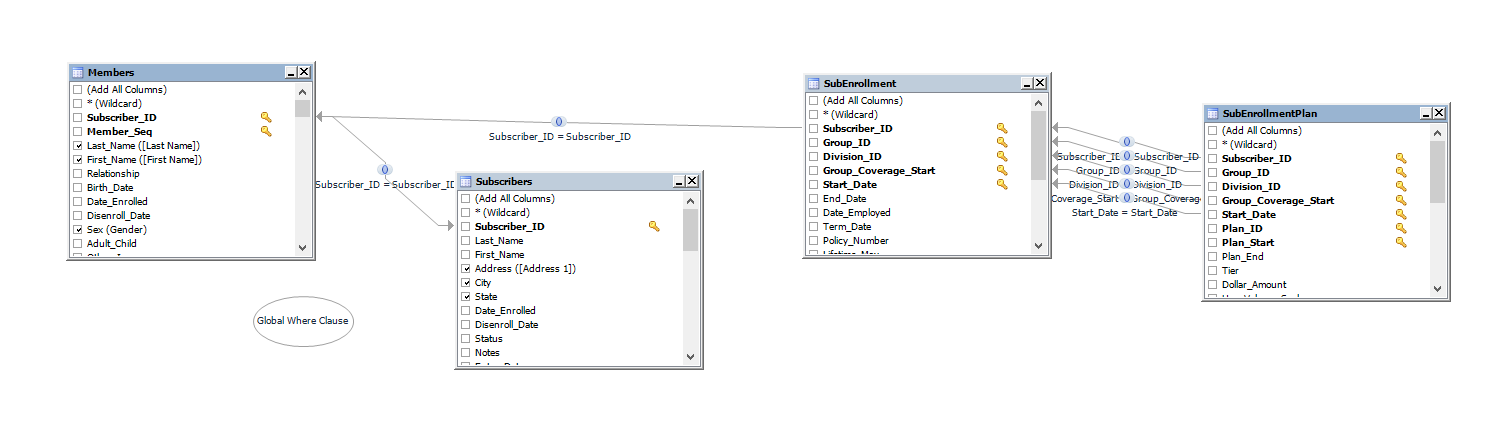 Members
(Add All Columns)
* (Wildcard)
Subscriber_ID
Member_Seq
Last_Name ([Last Name])
First_Name ([First Name])
Relationship
Birth_Date
Date_Enrolled
Disenroll_Date
Sex (Gender)
Adult_Child
Global Where Clause
Subscriber_ID = Subscriber_ID
Subscriber_ID = Subscriber_ID
Subscribers
(Add All Columns)
* (Wildcard)
Subscriber_ID
Last_Name
First_Name
Address ([Address 1])
City
State
Date_Enrolled
Disenroll_Date
Status
Notes
SubEnrollment
(Add All Columns)
* (Wildcard)
Subscriber_ID
Group_ID
Division_ID
Group_Coverage_Start
Start_Date
End_Date
Date_Employed
Term_Date
Policy_Number
Subscriber_ID Subscriber_ID
Group_ID Group_ID
Division_ID Division_ID
Coverage_Start Group_Coverage
Start_Date = Start_Date
SubEnrollmentPlan
(Add All Columns)
* (Wildcard)
Subscriber_ID
Group_ID
Division_ID
Group_Coverage_Start
Start_Date
Plan_ID
Plan_Start
Plan_End
Tier
Dollar_Amount